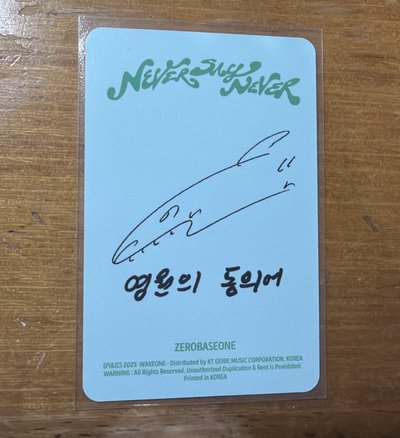 NEVER SAY NEVER
영원의 동의어
ZEROBASEONE
(P)&(C) 2025 WAKEONE · Distributed by KT GENIE MUSIC CORPORATION, KOREA
WARNING : All Rights Reserved. Unauthorized Duplication & Rent is Prohibited.
Printed in KOREA